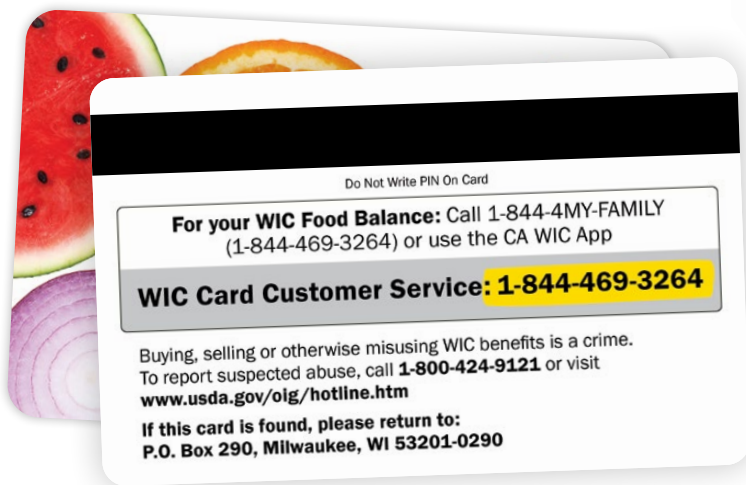 Do Not Write PIN On Card
For your WIC Food Balance: Call 1-844-4MY-FAMILY
(1-844-469-3264) or use the CA WIC App
WIC Card Customer Service: 1-844-469-3264
Buying, selling or otherwise misusing WIC benefits is a crime.
To report suspected abuse, call 1-800-424-9121 or visit
www.usda.gov/oig/hotline.htm
If this card is found, please return to:
P.O. Box 290, Milwaukee, WI 53201-0290